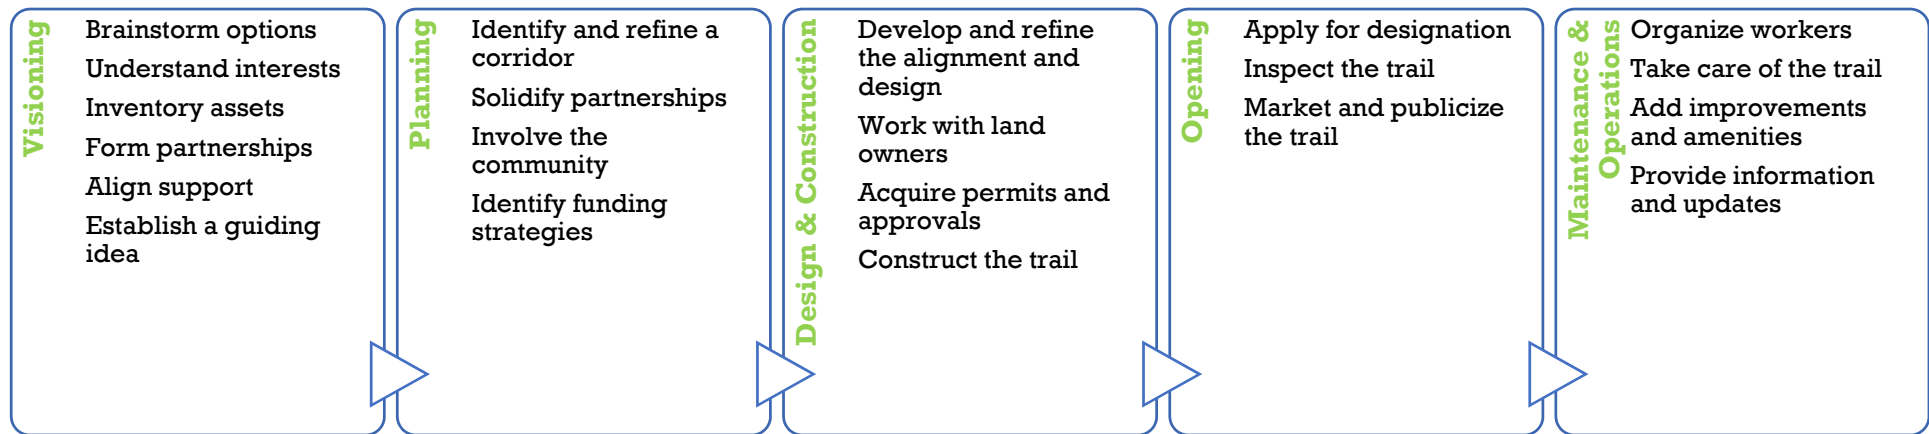 Visioning
Brainstorm options
Understand interests
Inventory assets
Form partnerships
Align support
Establish a guiding
idea
Planning
Identify and refine a
corridor
Solidify partnerships
Involve the
community
Identify funding
strategies
Design & Construction
Develop and refine
the alignment and
design
Work with land
owners
Acquire permits and
approvals
Construct the trail
Opening
Apply for designation
Inspect the trail
Market and publicize
the trail
Maintenance &
Operations
Organize workers
Take care of the trail
Add improvements
and amenities
Provide information
and updates